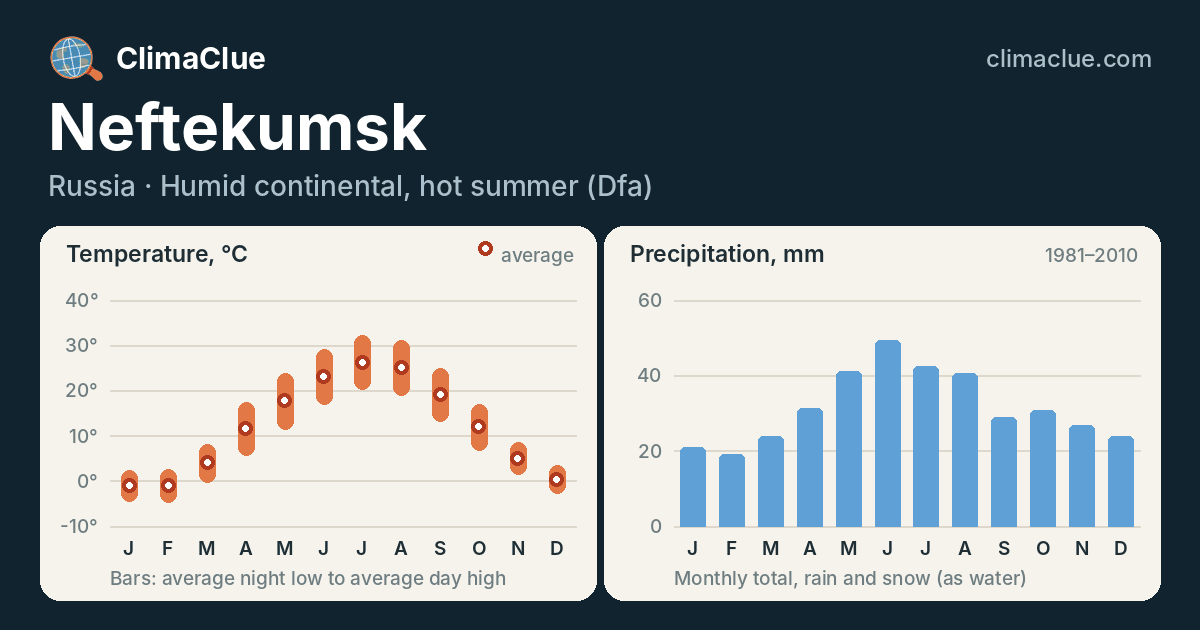 ClimaClue
climaclue.com
Neftekumsk
Russia · Humid continental, hot summer (Dfa)
Temperature, °C
average
40°
30°
20°
10°
0°
-10°
J F M A M J J A S O N D
Bars: average night low to average day high
Precipitation, mm
1981–2010
60
40
20
0
J F M A M J J A S O N D
Monthly total, rain and snow (as water)